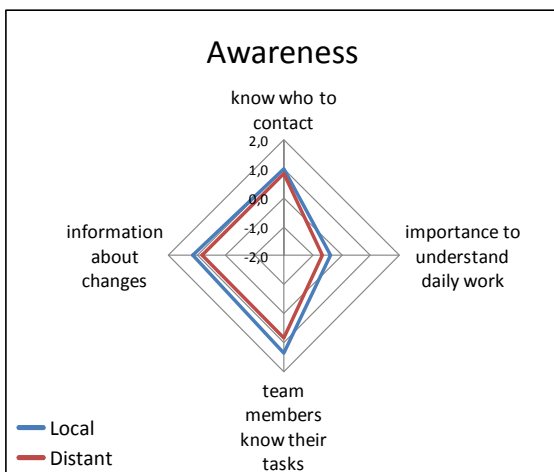 Awareness
know who to
contact
2,0
1,0
0,0
-1,0
-2,0
information
about
changes
importance to
understand
daily work
team
members
know their
tasks
Local
Distant